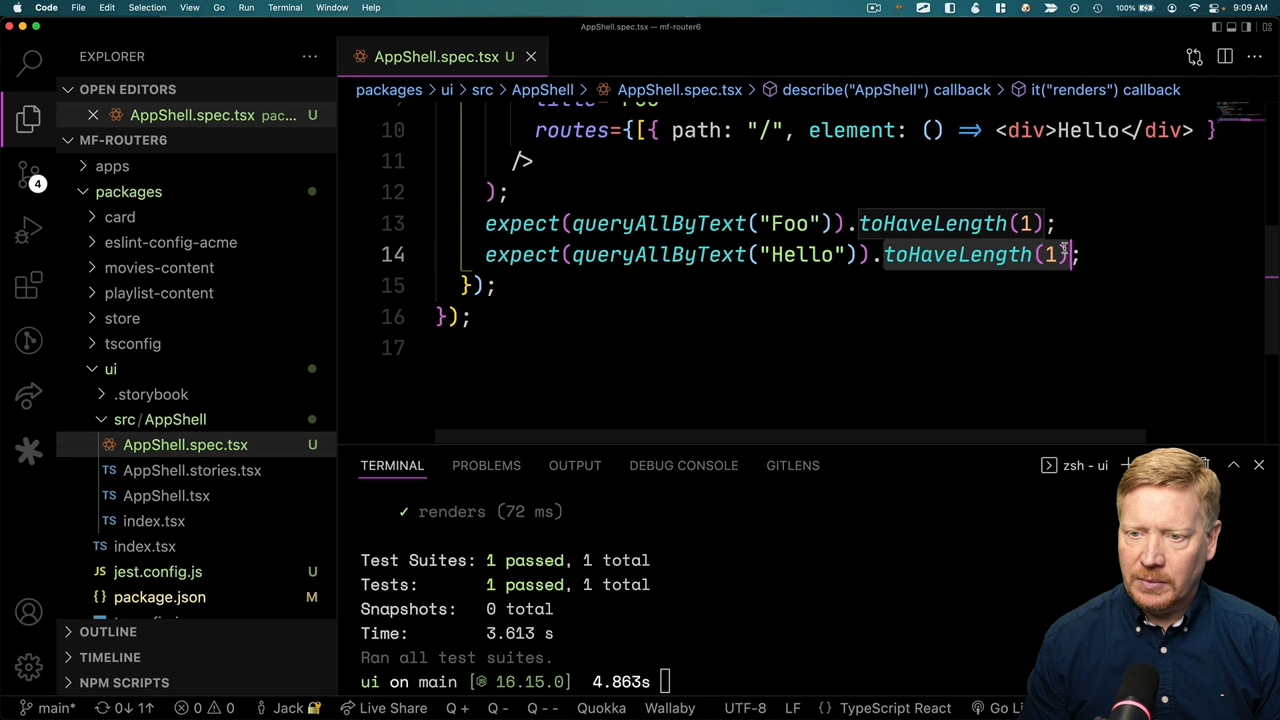 Code File Edit Selection View Go Run Terminal Window Help 100% 9:09 AM
AppShell.spec.tsx — mf-router6
EXPLORER
AppShell.spec.tsx U
OPEN EDITORS
packages > ui > src > AppShell > AppShell.spec.tsx > describe("AppShell") callback > it("renders") callback
AppShell.spec.tsx pac... U
MF-ROUTER6
10 routes={[{ path: "/", element: () => <div>Hello</div> }
11 />
12 );
13 expect(queryAllByText("Foo")).toHaveLength(1);
14 expect(queryAllByText("Hello")).toHaveLength(1);
15 });
16 });
17
apps
packages
card
eslint-config-acme
movies-content
playlist-content
store
tsconfig
ui
.storybook
src / AppShell
AppShell.spec.tsx U
TS AppShell.stories.tsx
TS AppShell.tsx
TS index.tsx
TS index.tsx
JS jest.config.js U
{} package.json M
OUTLINE
TIMELINE
NPM SCRIPTS
4
TERMINAL PROBLEMS OUTPUT DEBUG CONSOLE GITLENS zsh - ui
✓ renders (72 ms)
Test Suites: 1 passed, 1 total
Tests: 1 passed, 1 total
Snapshots: 0 total
Time: 3.613 s
Ran all test suites.
ui on main [⬢ 16.15.0] 4.863s
main* 0↓ 1↑ 0 0 Jack Live Share Q + Q - Q -- Quokka Wallaby UTF-8 LF {} TypeScript React Go Li